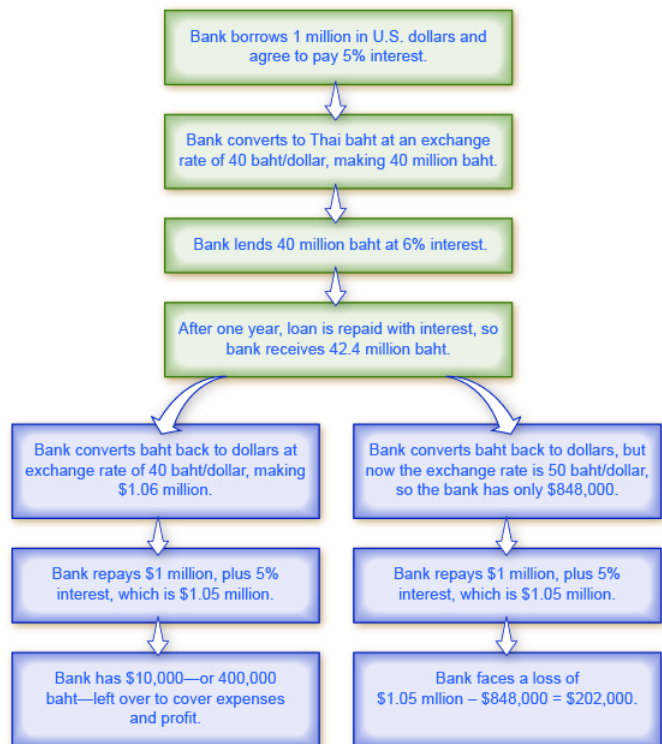 Bank borrows 1 million in U.S. dollars and
agree to pay 5% interest.
Bank converts to Thai baht at an exchange
rate of 40 baht/dollar, making 40 million baht.
Bank lends 40 million baht at 6% interest.
After one year, loan is repaid with interest, so
bank receives 42.4 million baht.
Bank converts baht back to dollars at
exchange rate of 40 baht/dollar, making
$1.06 million.
Bank repays $1 million, plus 5%
interest, which is $1.05 million.
Bank has $10,000—or 400,000
baht—left over to cover expenses
and profit.
Bank converts baht back to dollars, but
now the exchange rate is 50 baht/dollar,
so the bank has only $848,000.
Bank repays $1 million, plus 5%
interest, which is $1.05 million.
Bank faces a loss of
$1.05 mllion – $848,000 = $202,000.